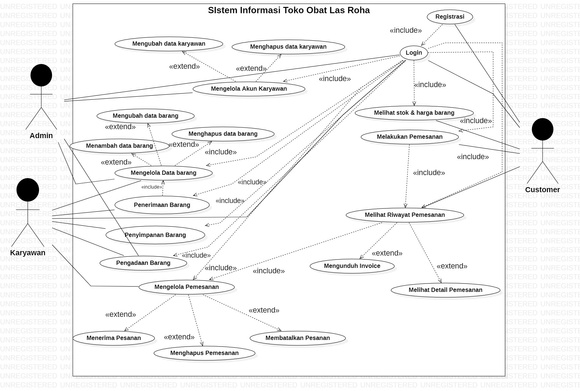 SIstem Informasi Toko Obat Las Roha
Registrasi
«include»
Mengubah data karyawan
Menghapus data karyawan
Login
«extend»
«extend»
«include»
«include»
Mengelola Akun Karyawan
Mengubah data barang
Melihat stok & harga barang
«include»
«extend»
Menghapus data barang
Melakukan Pemesanan
Admin
Menambah data barang
«extend»
«include»
«include»
«extend»
Mengelola Data barang
«include»
«include»
«include»
Customer
Penerimaan Barang
«include»
Melihat Riwayat Pemesanan
Penyimpanan Barang
Karyawan
«include»
«extend»
Pengadaan Barang
«include»
«include»
Mengunduh Invoice
«extend»
Mengelola Pemesanan
Melihat Detail Pemesanan
«extend»
«extend»
«extend»
Menerima Pesanan
Membatalkan Pesanan
Menghapus Pemesanan